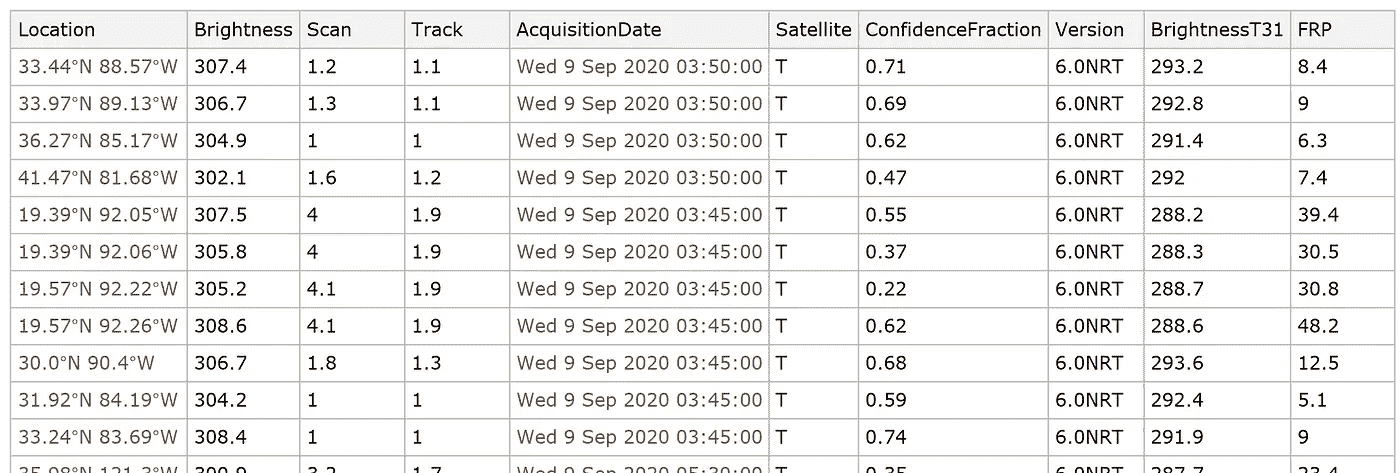 Location Brightness Scan Track AcquisitionDate Satellite ConfidenceFraction Version BrightnessT31 FRP
33.44°N 88.57°W 307.4 1.2 1.1 Wed 9 Sep 2020 03:50:00 T 0.71 6.0NRT 293.2 8.4
33.97°N 89.13°W 306.7 1.3 1.1 Wed 9 Sep 2020 03:50:00 T 0.69 6.0NRT 292.8 9
36.27°N 85.17°W 304.9 1 1 Wed 9 Sep 2020 03:50:00 T 0.62 6.0NRT 291.4 6.3
41.47°N 81.68°W 302.1 1.6 1.2 Wed 9 Sep 2020 03:50:00 T 0.47 6.0NRT 292 7.4
19.39°N 92.05°W 307.5 4 1.9 Wed 9 Sep 2020 03:45:00 T 0.55 6.0NRT 288.2 39.4
19.39°N 92.06°W 305.8 4 1.9 Wed 9 Sep 2020 03:45:00 T 0.37 6.0NRT 288.3 30.5
19.57°N 92.22°W 305.2 4.1 1.9 Wed 9 Sep 2020 03:45:00 T 0.22 6.0NRT 288.7 30.8
19.57°N 92.26°W 308.6 4.1 1.9 Wed 9 Sep 2020 03:45:00 T 0.62 6.0NRT 288.6 48.2
30.0°N 90.4°W 306.7 1.8 1.3 Wed 9 Sep 2020 03:45:00 T 0.68 6.0NRT 293.6 12.5
31.92°N 84.19°W 304.2 1 1 Wed 9 Sep 2020 03:45:00 T 0.59 6.0NRT 292.4 5.1
33.24°N 83.69°W 308.4 1 1 Wed 9 Sep 2020 03:45:00 T 0.74 6.0NRT 291.9 9
Wed 9 Sep 2020 T 6.0NRT